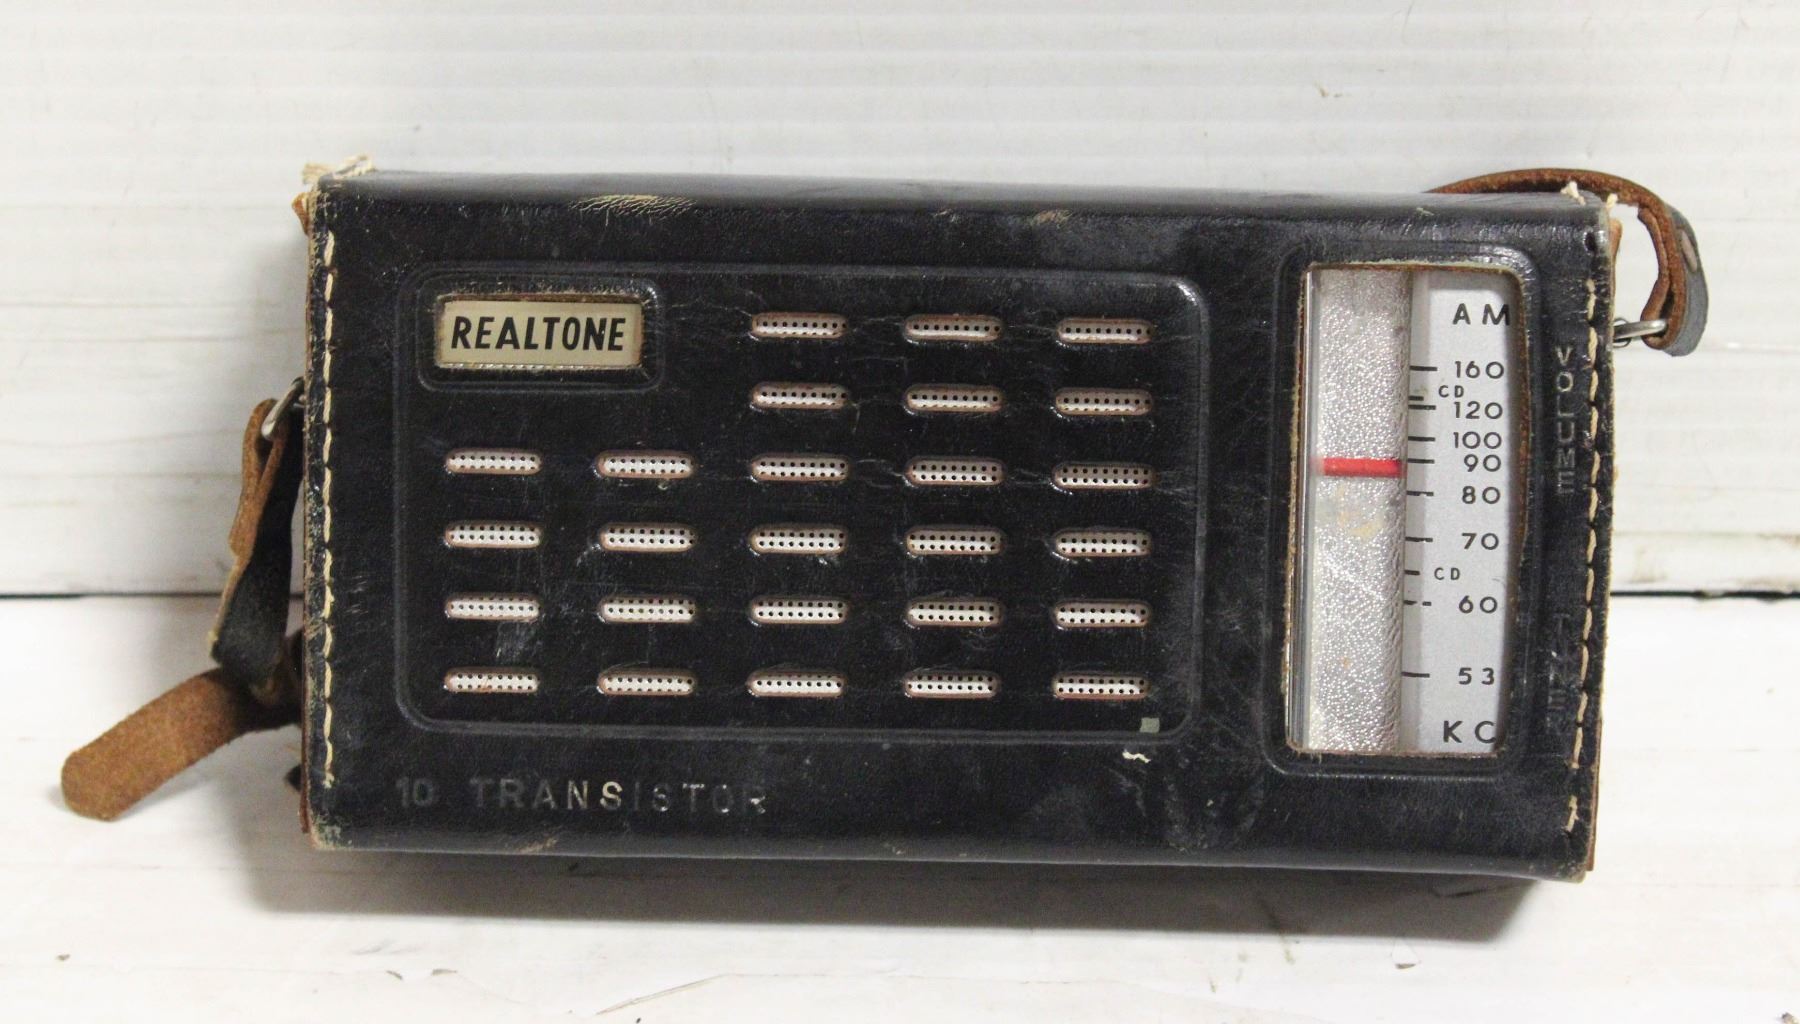 REALTONE
AM
160
CD
120
100
90
80
70
CD
60
53
KC
VOLUME
TUNE
10 TRANSISTOR